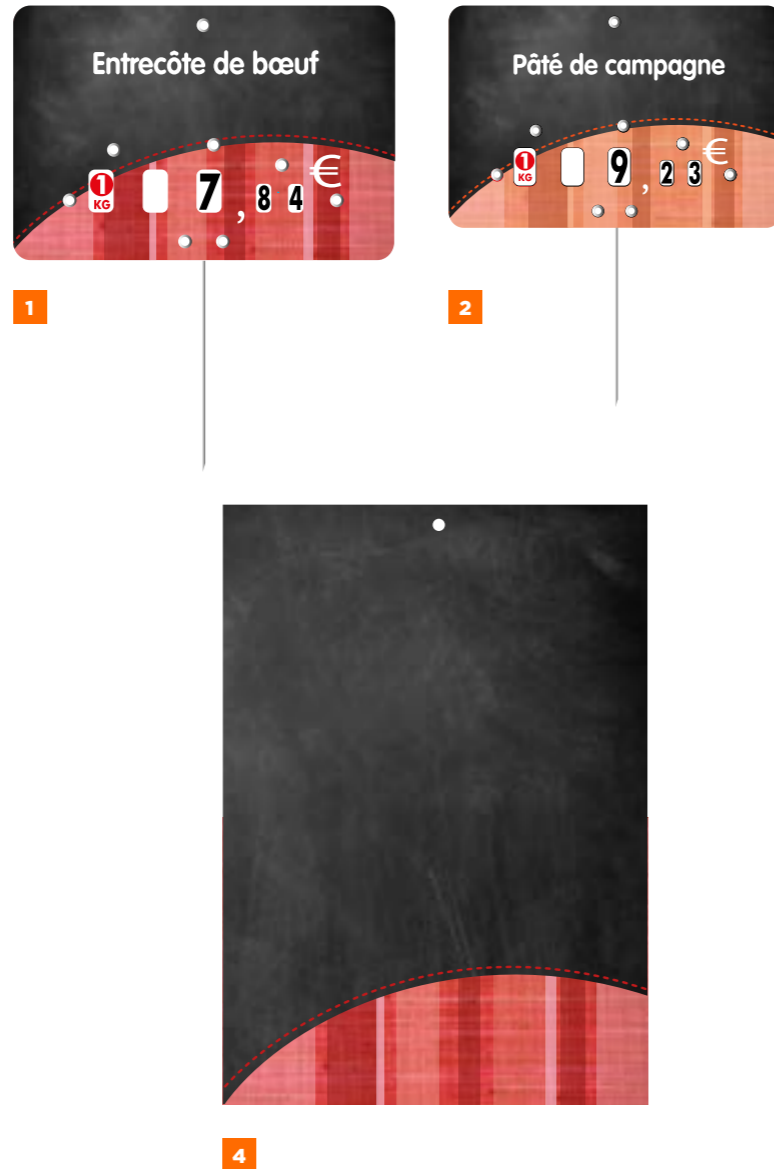 Entrecôte de bœuf
1 KG 7,84 €
1
Pâté de campagne
1 KG 9,23 €
2
4